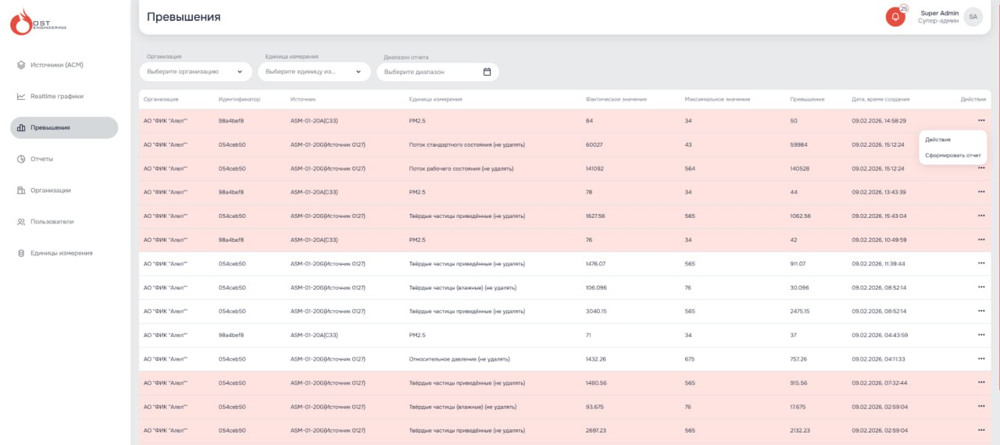 OST
ENGINEERING
Превышения
25
Super Admin
Супер-админ
SA
Источники (АСМ)
Realtime графики
Превышения
Отчеты
Организации
Пользователи
Единицы измерения
Организация
Единица измерения
Диапазон отчета
Выберите организацию
Выберите единицу из...
Выберите диапазон
Организация Идентификатор Источник Единица измерения Фактическое значение Максимальное значение Превышение Дата, время создания Действие
АО "ФИК "Алел"" 98a4bef8 ASM-01-20A(C33) PM2.5 84 34 50 09.02.2026, 14:58:29 •••
Действия
Сформировать отчет
АО "ФИК "Алел"" 054ceb50 ASM-01-20G(Источник 0127) Поток стандартного состояния (не удалять) 60027 43 59984 09.02.2026, 15:12:24
АО "ФИК "Алел"" 054ceb50 ASM-01-20G(Источник 0127) Поток рабочего состояния (не удалять) 141092 564 140528 09.02.2026, 15:12:24 •••
АО "ФИК "Алел"" 98a4bef8 ASM-01-20A(C33) PM2.5 78 34 44 09.02.2026, 13:43:39 •••
АО "ФИК "Алел"" 054ceb50 ASM-01-20G(Источник 0127) Твёрдые частицы приведённые (не удалять) 1627.56 565 1062.56 09.02.2026, 15:43:04 •••
АО "ФИК "Алел"" 98a4bef8 ASM-01-20A(C33) PM2.5 76 34 42 09.02.2026, 10:49:59 •••
АО "ФИК "Алел"" 054ceb50 ASM-01-20G(Источник 0127) Твёрдые частицы приведённые (не удалять) 1476.07 565 911.07 09.02.2026, 11:39:44 •••
АО "ФИК "Алел"" 054ceb50 ASM-01-20G(Источник 0127) Твёрдые частицы (влажные) (не удалять) 106.096 76 30.096 09.02.2026, 08:52:14 •••
АО "ФИК "Алел"" 054ceb50 ASM-01-20G(Источник 0127) Твёрдые частицы приведённые (не удалять) 3040.15 565 2475.15 09.02.2026, 08:52:14 •••
АО "ФИК "Алел"" 98a4bef8 ASM-01-20A(C33) PM2.5 71 34 37 09.02.2026, 04:43:59 •••
АО "ФИК "Алел"" 054ceb50 ASM-01-20G(Источник 0127) Относительное давление (не удалять) 1432.26 675 757.26 09.02.2026, 04:11:33 •••
АО "ФИК "Алел"" 054ceb50 ASM-01-20G(Источник 0127) Твёрдые частицы приведённые (не удалять) 1480.56 565 915.56 09.02.2026, 07:32:44 •••
АО "ФИК "Алел"" 054ceb50 ASM-01-20G(Источник 0127) Твёрдые частицы (влажные) (не удалять) 93.675 76 17.675 09.02.2026, 02:59:04 •••
АО "ФИК "Алел"" 054ceb50 ASM-01-20G(Источник 0127) Твёрдые частицы приведённые (не удалять) 2697.23 565 2132.23 09.02.2026, 02:59:04 •••